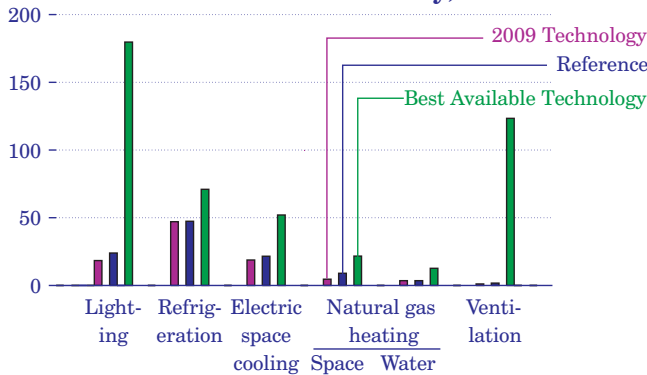 200
2009 Technology
Reference
150
Best Available Technology
100
50
0
Light-
ing
Refrig-
eration
Electric
space
cooling
Natural gas
heating
Space Water
Venti-
lation